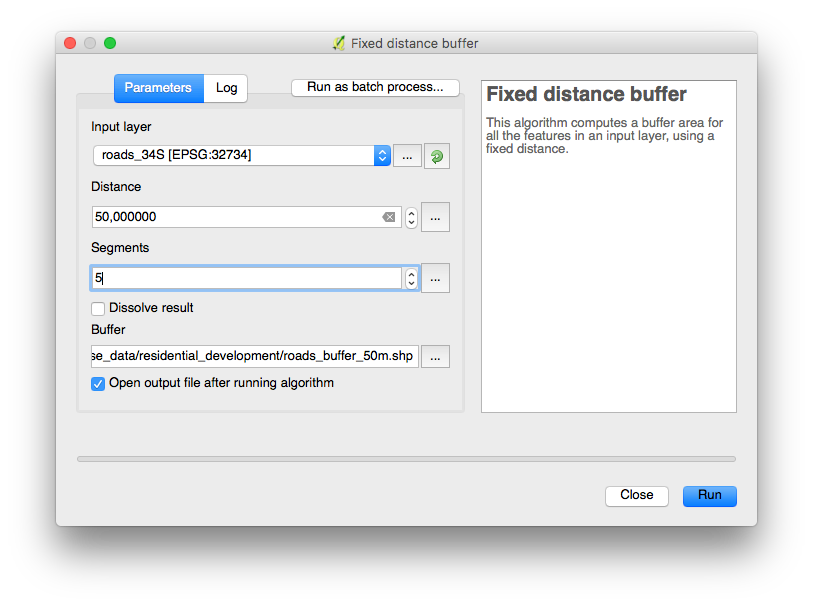 Fixed distance buffer
Parameters
Log
Run as batch process...
Input layer
roads_34S [EPSG:32734]
...
Distance
50,000000
...
Segments
5
...
Dissolve result
Buffer
se_data/residential_development/roads_buffer_50m.shp
...
Open output file after running algorithm
Fixed distance buffer
This algorithm computes a buffer area for
all the features in an input layer, using a
fixed distance.
Close
Run